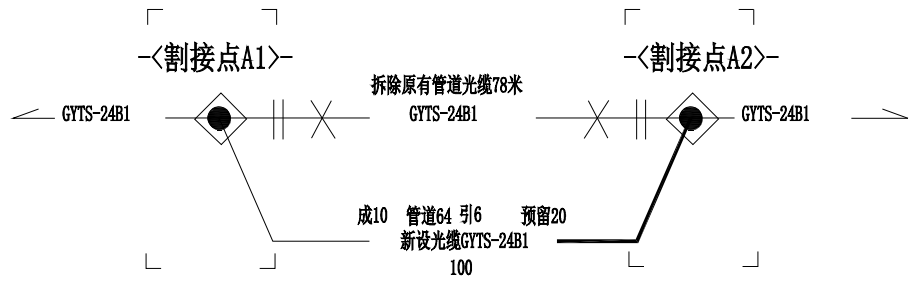 -<割接点A1>-
-<割接点A2>-
拆除原有管道光缆78米
GYTS-24B1
GYTS-24B1
GYTS-24B1
成10 管道64 引6 预留20
新设光缆GYTS-24B1
100